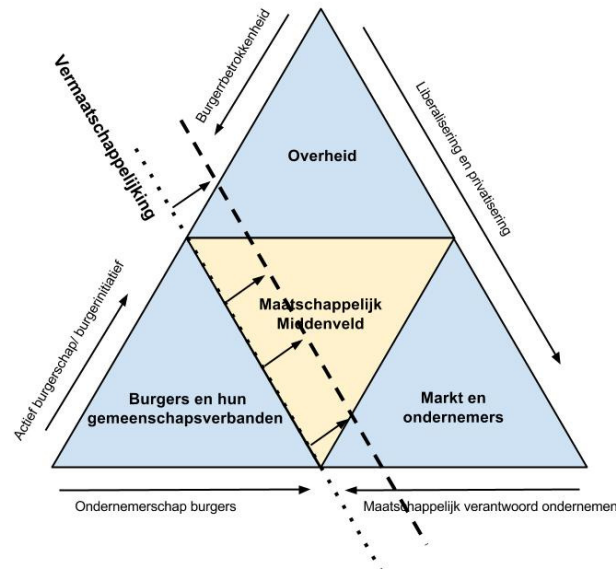 Burgerrbetrokkenheid
Vermaatschappelijking
Liberalisering en privatisering
Overheid
Actief burgerschap/ burgerinitiatief
Maatschappelijk
Middenveld
Burgers en hun
gemeenschapsverbanden
Markt en
ondernemers
Ondernemerschap burgers
Maatschappelijk verantwoord ondernemen